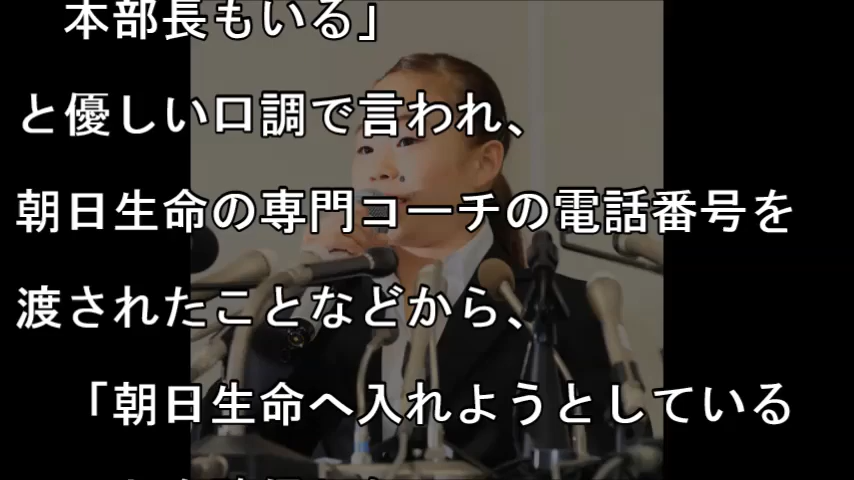 本部長もいる」
と優しい口調で言われ、
朝日生命の専門コーチの電話番号を
渡されたことなどから、
「朝日生命へ入れようとしている